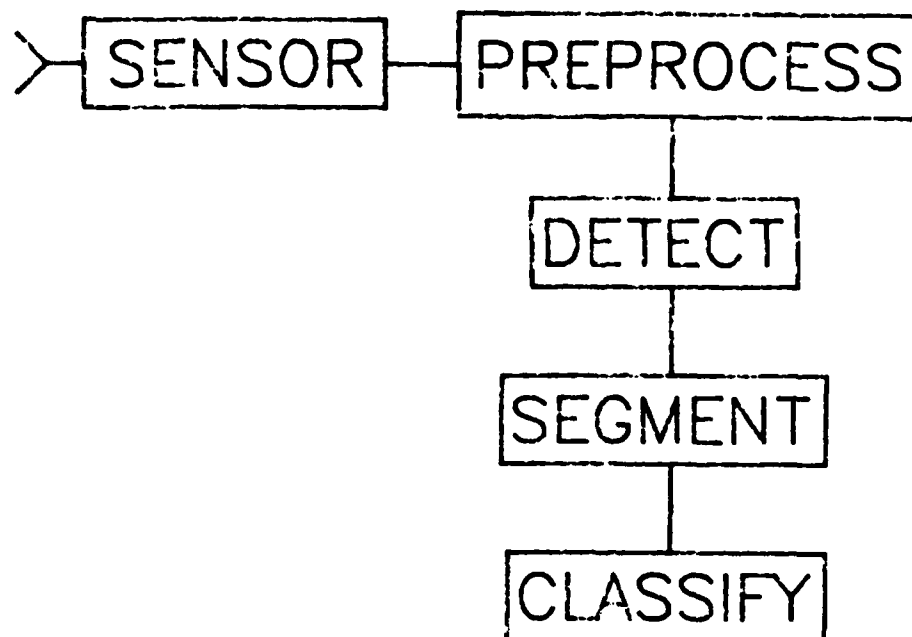 SENSOR
PREPROCESS
DETECT
SEGMENT
CLASSIFY